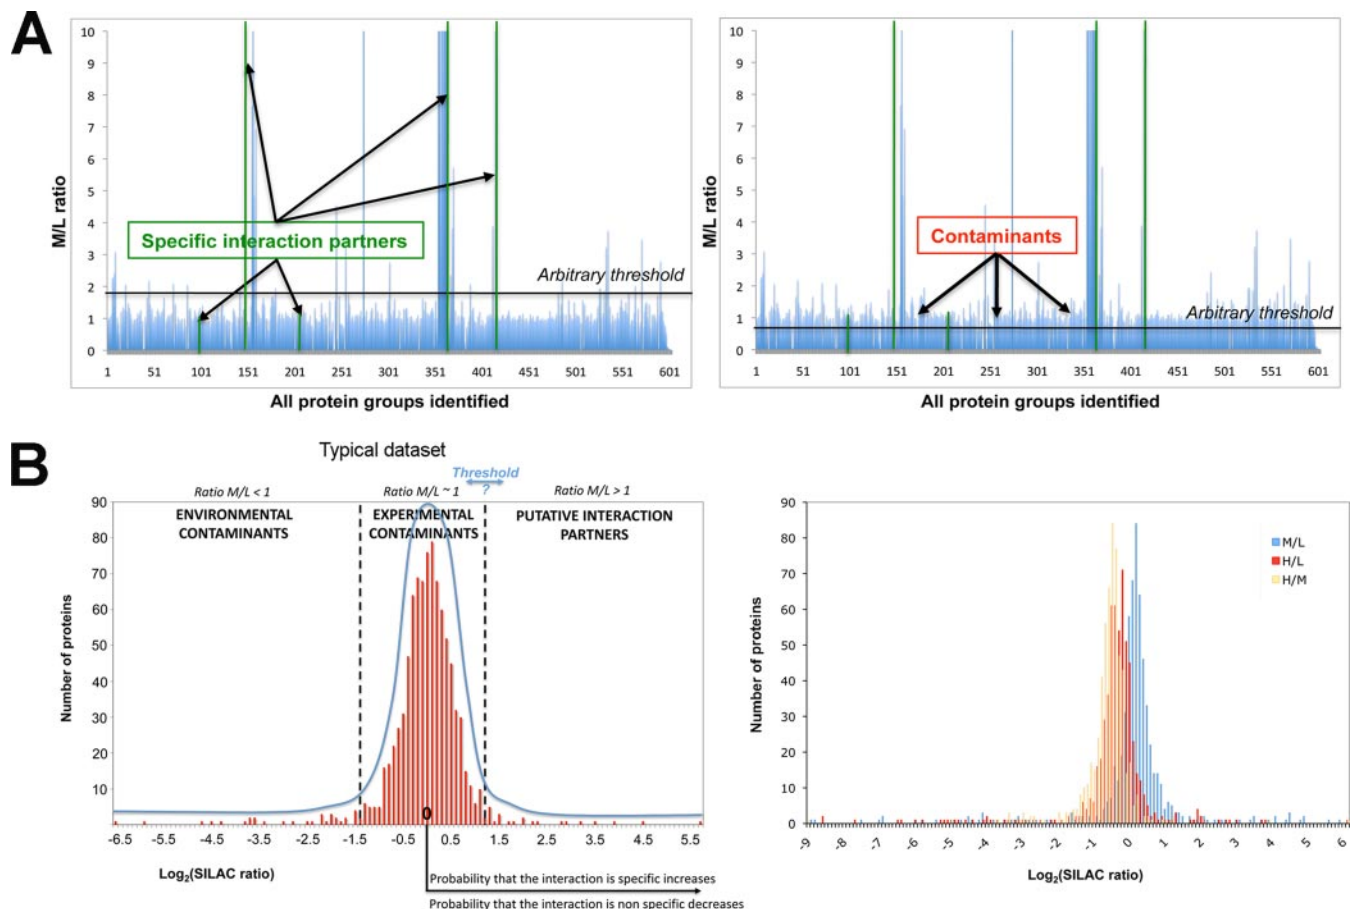 A
10
9
8
7
6
5
4
3
2
1
0
M/L ratio
Specific interaction partners
Arbitrary threshold
1 51 101 151 201 251 301 351 401 451 501 551 601
All protein groups identified
10
9
8
7
6
5
4
3
2
1
0
M/L ratio
Contaminants
Arbitrary threshold
1 51 101 151 201 251 301 351 401 451 501 551 601
All protein groups identified
B
Typical dataset
Threshold
?
Ratio M/L < 1 Ratio M/L ~ 1 Ratio M/L > 1
ENVIRONMENTAL CONTAMINANTS
EXPERIMENTAL CONTAMINANTS
PUTATIVE INTERACTION PARTNERS
90
80
70
60
50
40
30
20
10
Number of proteins
0
-6.5 -5.5 -4.5 -3.5 -2.5 -1.5 -0.5 0.5 1.5 2.5 3.5 4.5 5.5
Log2(SILAC ratio)
Probability that the interaction is specific increases
Probability that the interaction is non specific decreases
90
80
70
60
50
40
30
20
10
0
Number of proteins
M/L
H/L
H/M
-9 -8 -7 -6 -5 -4 -3 -2 -1 0 1 2 3 4 5 6
Log2(SILAC ratio)